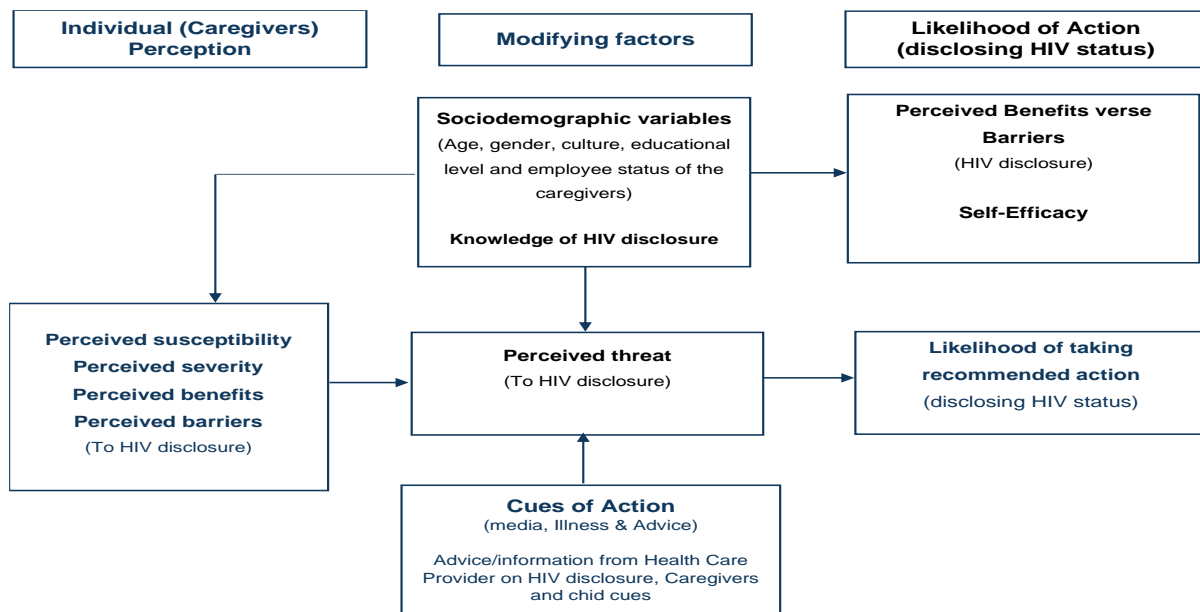 Individual (Caregivers)
Perception
Modifying factors
Likelihood of Action
(disclosing HIV status)
Sociodemographic variables
(Age, gender, culture, educational
level and employee status of the
caregivers)
Knowledge of HIV disclosure
Perceived Benefits verse
Barriers
(HIV disclosure)
Self-Efficacy
Perceived susceptibility
Perceived severity
Perceived benefits
Perceived barriers
(To HIV disclosure)
Perceived threat
(To HIV disclosure)
Likelihood of taking
recommended action
(disclosing HIV status)
Cues of Action
(media, Illness & Advice)
Advice/information from Health Care
Provider on HIV disclosure, Caregivers
and chid cues